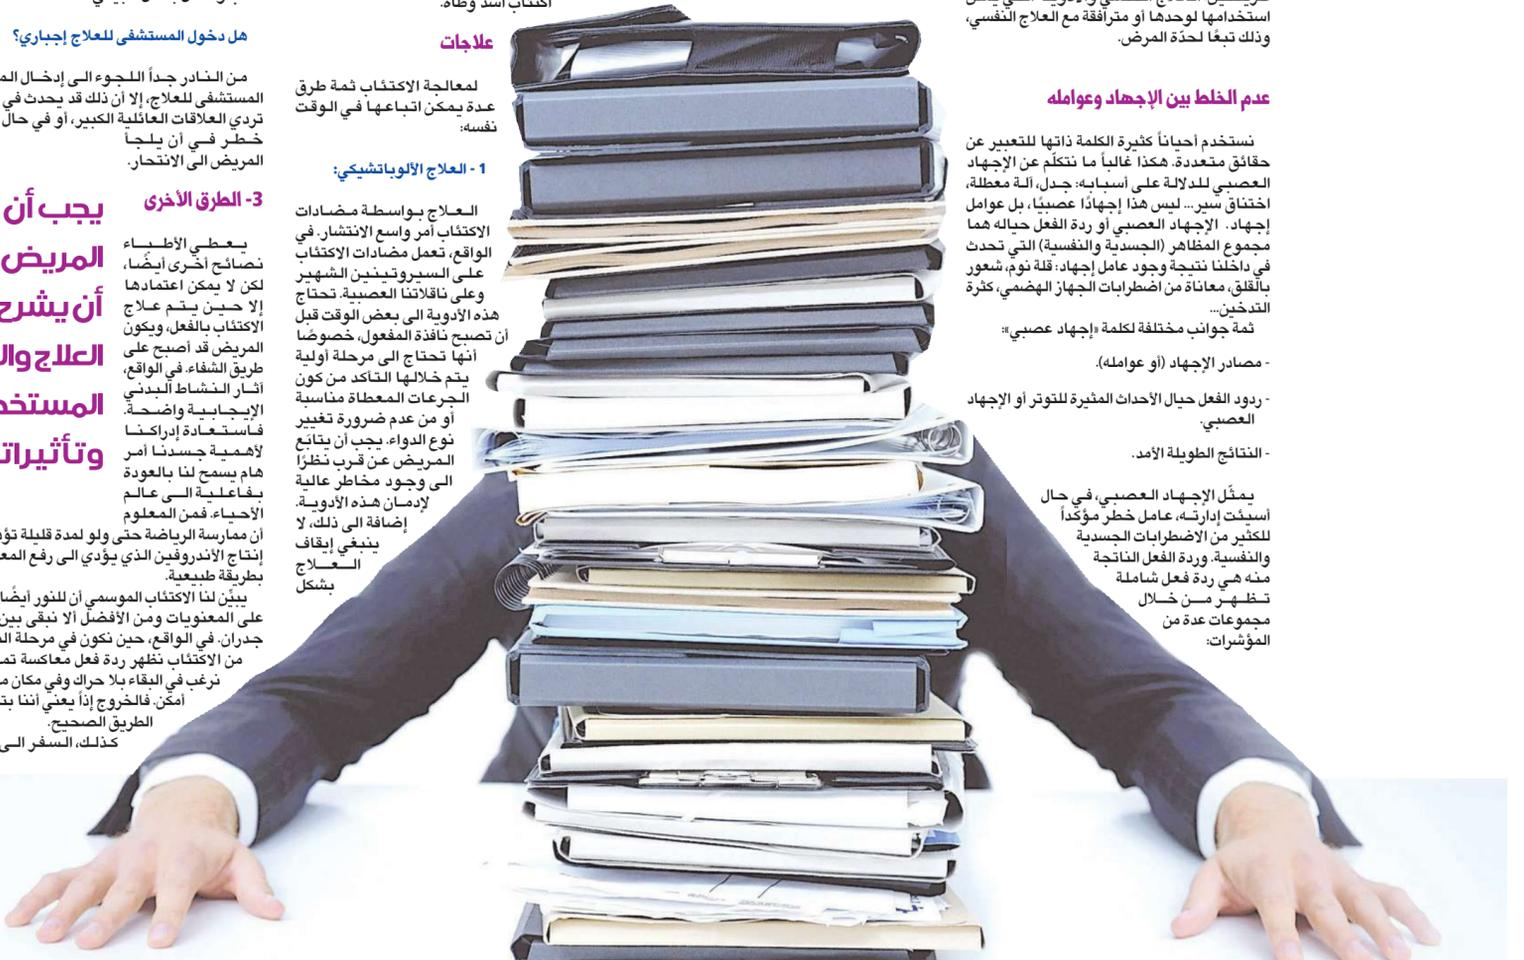 استخدامها لوحدها أو مترافقة مع العلاج النفسي،
وذلك تبعًا لحدّة المرض.
عدم الخلط بين الإجهاد وعوامله
نستخدم أحياناً كثيرة الكلمة ذاتها للتعبير عن
حقائق متعددة. هكذا غالباً ما نتكلّم عن الإجهاد
العصبي للدلالة على أسبابه: جدل، آلة معطلة،
اختناق سير... ليس هذا إجهادًا عصبيًا، بل عوامل
إجهاد. الإجهاد العصبي أو ردة الفعل حياله هما
مجموع المظاهر (الجسدية والنفسية) التي تحدث
في داخلنا نتيجة وجود عامل إجهاد: قلة نوم، شعور
بالقلق، معاناة من اضطرابات الجهاز الهضمي، كثرة
التدخين...
ثمة جوانب مختلفة لكلمة «إجهاد عصبي»:
- مصادر الإجهاد (أو عوامله).
- ردود الفعل حيال الأحداث المثيرة للتوتر أو الإجهاد
العصبي.
- النتائج الطويلة الأمد.
يمثّل الإجهاد العصبي، في حال
أسيئت إدارته، عامل خطر مؤكداً
للكثير من الاضطرابات الجسدية
والنفسية. وردة الفعل الناتجة
منه هي ردة فعل شاملة
تظهر من خلال
مجموعات عدة من
المؤشرات:
اكتئاب أشد وطأة.
علاجات
لمعالجة الاكتئاب ثمة طرق
عدة يمكن اتباعها في الوقت
نفسه:
1 - العلاج الألوباتشيكي:
العلاج بواسطة مضادات
الاكتئاب أمر واسع الانتشار. في
الواقع، تعمل مضادات الاكتئاب
على السيروتينين الشهير
وعلى ناقلاتنا العصبية. تحتاج
هذه الأدوية الى بعض الوقت قبل
أن تصبح نافذة المفعول، خصوصًا
أنها تحتاج الى مرحلة أولية
يتم خلالها التأكد من كون
الجرعات المعطاة مناسبة
أو من عدم ضرورة تغيير
نوع الدواء. يجب أن يتابَع
المريض عن قرب نظرًا
الى وجود مخاطر عالية
لإدمان هذه الأدوية.
إضافة الى ذلك، لا
ينبغي إيقاف
العلاج
بشكل
هل دخول المستشفى للعلاج إجباري؟
من النادر جداً اللجوء الى إدخال
المستشفى للعلاج، إلا أن ذلك قد يحدث في
تردي العلاقات العائلية الكبير، أو في حال
خطر في أن يلجأ
المريض الى الانتحار.
3- الطرق الأخرى
يعطي الأطباء
نصائح أخرى أيضًا،
لكن لا يمكن اعتمادها
إلا حين يتم علاج
الاكتئاب بالفعل، ويكون
المريض قد أصبح على
طريق الشفاء. في الواقع،
آثار النشاط البدني
الإيجابية واضحة.
فاستعادة إدراكنا
لأهمية جسدنا أمر
هام يسمح لنا بالعودة
بفاعلية الى عالم
الأحياء. فمن المعلوم
أن ممارسة الرياضة حتى ولو لمدة قليلة
إنتاج الأندروفين الذي يؤدي الى رفع
بطريقة طبيعية.
يبيِّن لنا الاكتئاب الموسمي أن للنور أيضًا
على المعنويات ومن الأفضل ألا نبقى بين
جدران. في الواقع، حين نكون في مرحلة
من الاكتئاب نظهر ردة فعل معاكسة
نرغب في البقاء بلا حراك وفي مكان
أمكن. فالخروج إذاً يعني أننا
الطريق الصحيح.
كذلك، السفر الى
يجب أن
المريض
أن يشرح
العلاج